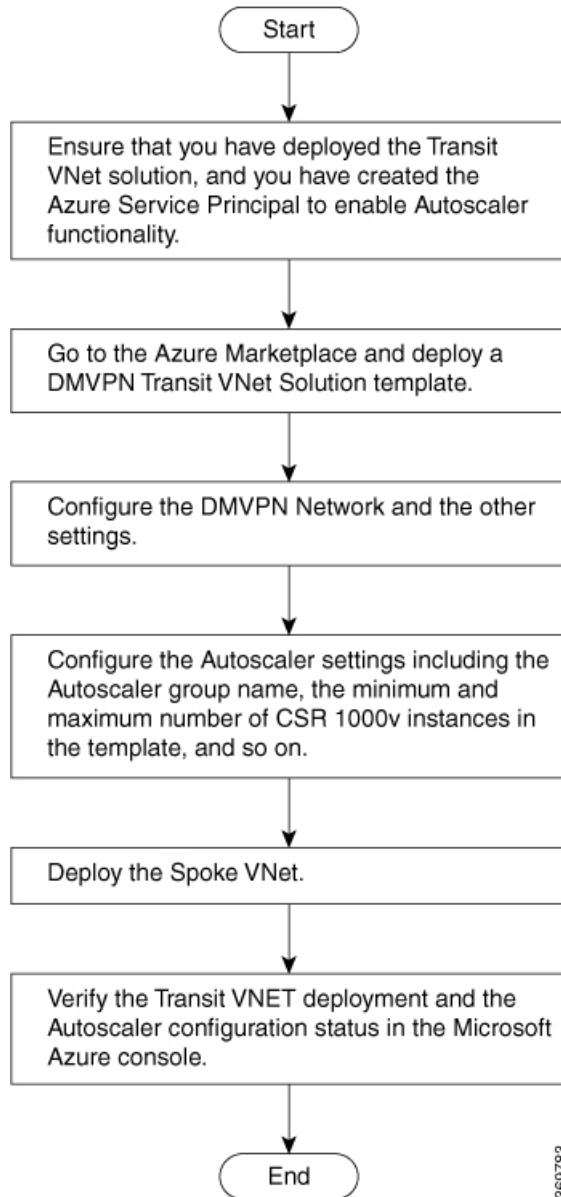 Start
Ensure that you have deployed the Transit
VNet solution, and you have created the
Azure Service Principal to enable Autoscaler
functionality.
Go to the Azure Marketplace and deploy a
DMVPN Transit VNet Solution template.
Configure the DMVPN Network and the other
settings.
Configure the Autoscaler settings including the
Autoscaler group name, the minimum and
maximum number of CSR 1000v instances in
the template, and so on.
Deploy the Spoke VNet.
Verify the Transit VNET deployment and the
Autoscaler configuration status in the Microsoft
Azure console.
End